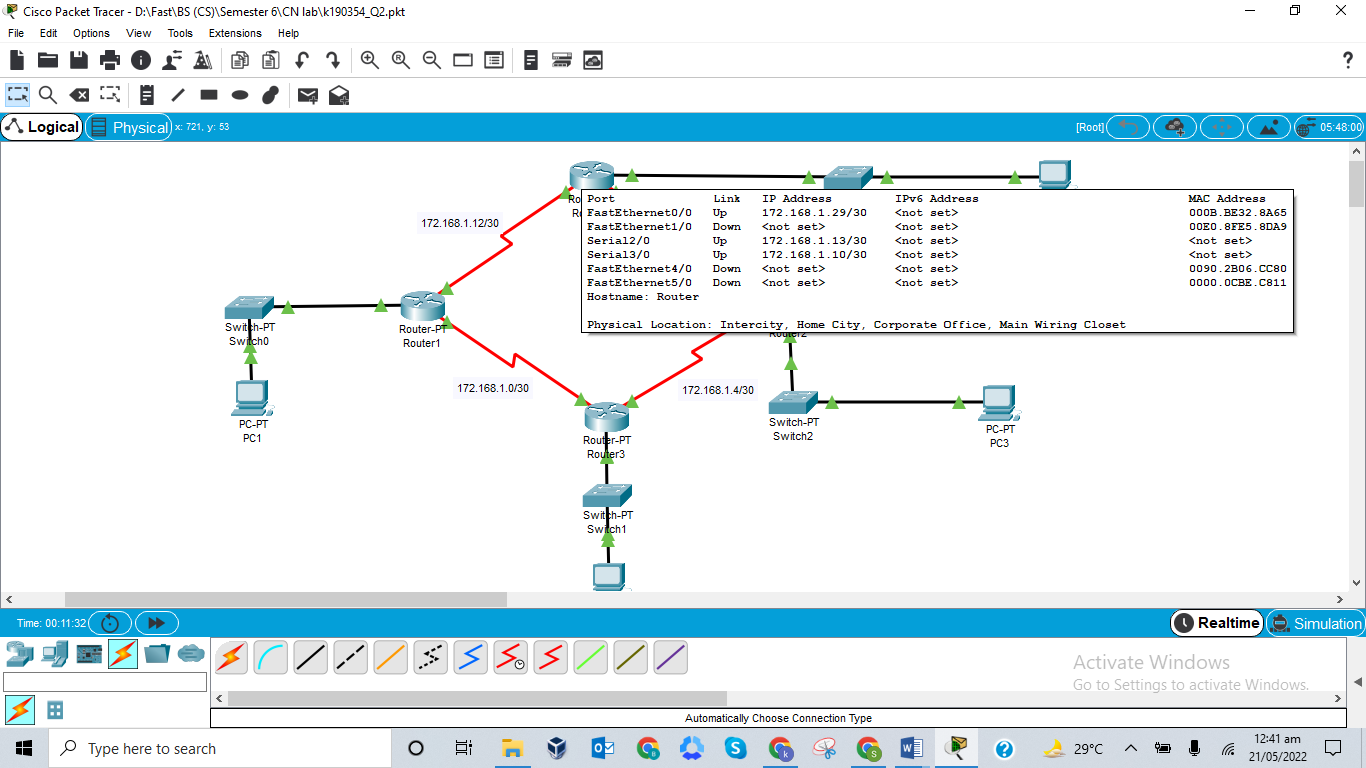 Cisco Packet Tracer - D:\Fast\BS (CS)\Semester 6\CN lab\k190354_Q2.pkt
File Edit Options View Tools Extensions Help
Logical Physical x: 721, y: 53 [Root] 05:48:00
172.168.1.12/30
Port Link IP Address IPv6 Address MAC Address
FastEthernet0/0 Up 172.168.1.29/30 <not set> 000B.BE32.8A65
FastEthernet1/0 Down <not set> <not set> 00E0.8FE5.8DA9
Serial2/0 Up 172.168.1.13/30 <not set> <not set>
Serial3/0 Up 172.168.1.10/30 <not set> <not set>
FastEthernet4/0 Down <not set> <not set> 0090.2B06.CC80
FastEthernet5/0 Down <not set> <not set> 0000.0CBE.C811
Hostname: Router
Physical Location: Intercity, Home City, Corporate Office, Main Wiring Closet
Switch-PT
Switch0
Router-PT
Router1
Router2
172.168.1.0/30
172.168.1.4/30
PC-PT
PC1
Router-PT
Router3
Switch-PT
Switch2
PC-PT
PC3
Switch-PT
Switch1
Time: 00:11:32
Realtime Simulation
Activate Windows
Go to Settings to activate Windows.
Automatically Choose Connection Type
Type here to search
29°C
12:41 am
21/05/2022